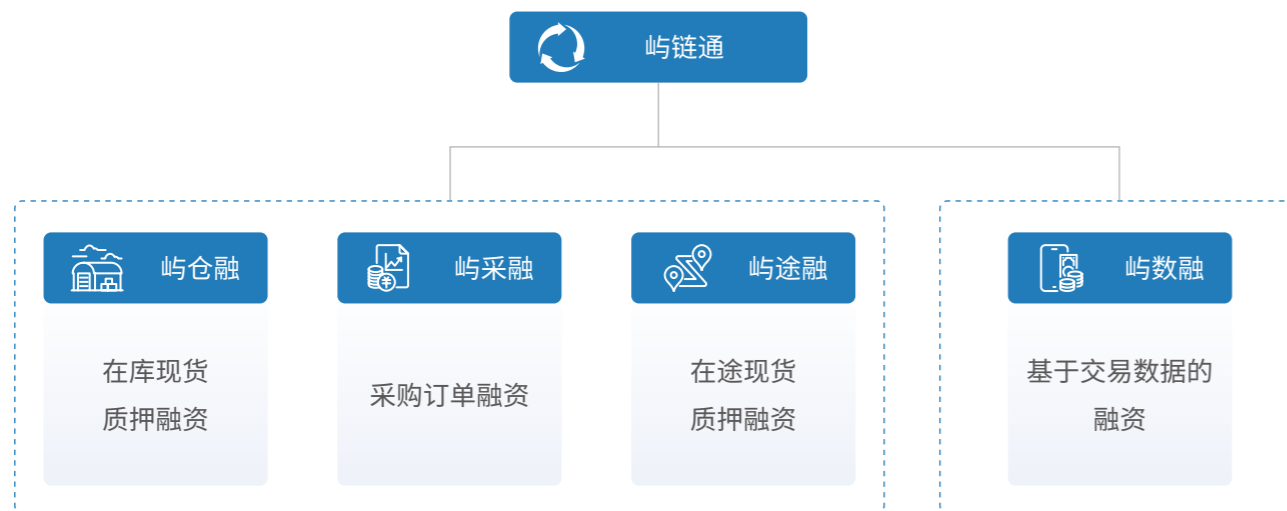 屿链通
屿仓融
屿采融
屿途融
屿数融
在库现货
质押融资
采购订单融资
在途现货
质押融资
基于交易数据的
融资